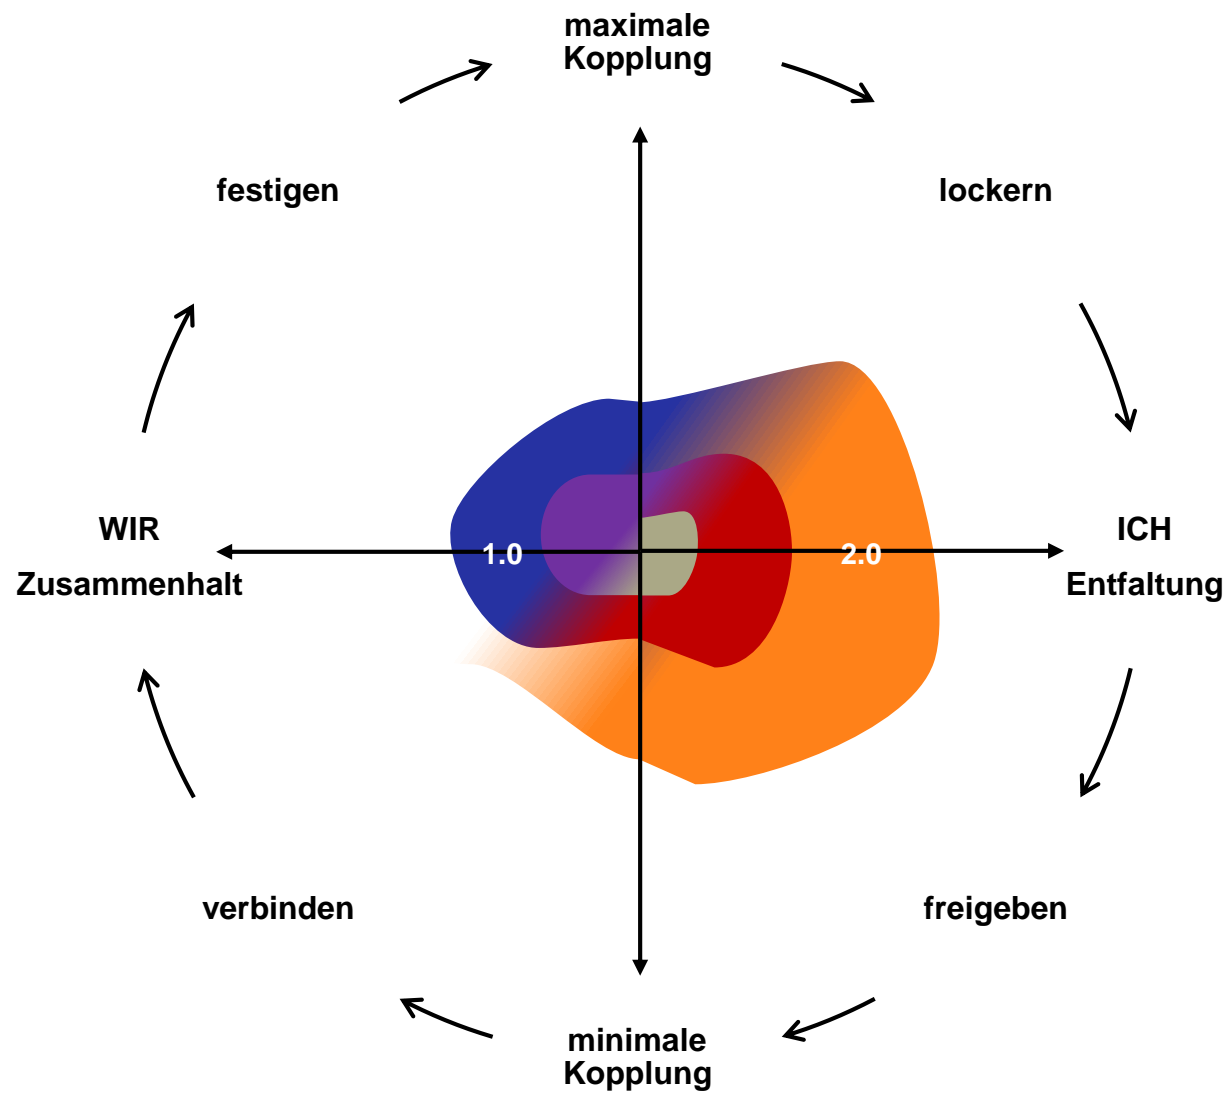 maximale
Kopplung
festigen
lockern
WIR
Zusammenhalt
1.0
2.0
ICH
Entfaltung
verbinden
freigeben
minimale
Kopplung